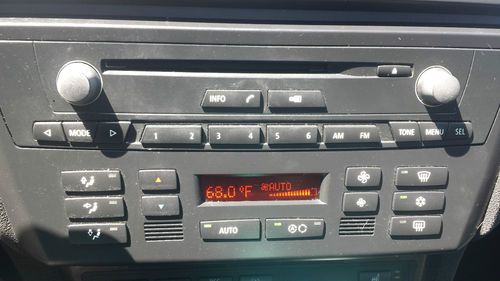 INFO
MODE 1 2 3 4 5 6 AM FM TONE MENU SEL
68.0 °F AUTO
AUTO